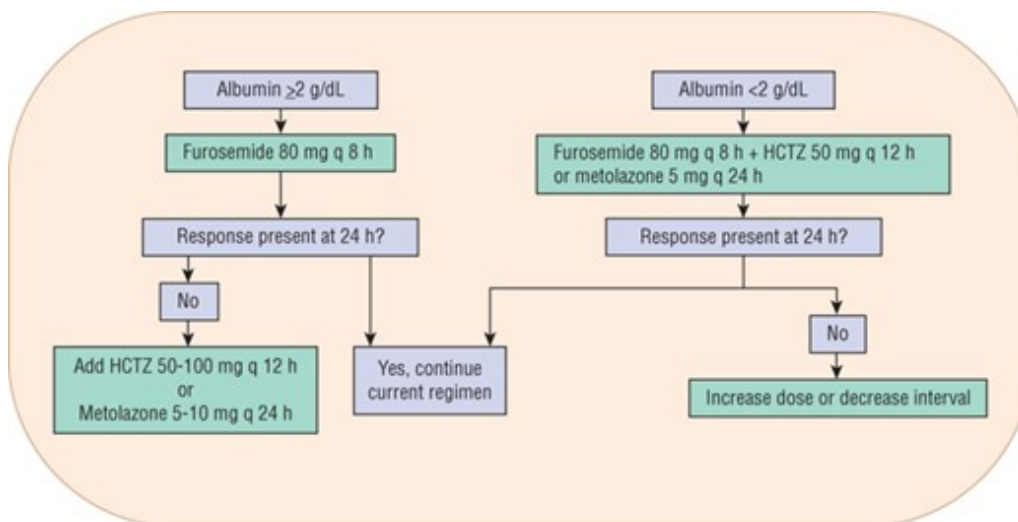 Albumin ≥2 g/dL
Furosemide 80 mg q 8 h
Response present at 24 h?
No
Add HCTZ 50-100 mg q 12 h
or
Metolazone 5-10 mg q 24 h
Yes, continue
current regimen
Albumin <2 g/dL
Furosemide 80 mg q 8 h + HCTZ 50 mg q 12 h
or metolazone 5 mg q 24 h
Response present at 24 h?
No
Increase dose or decrease interval